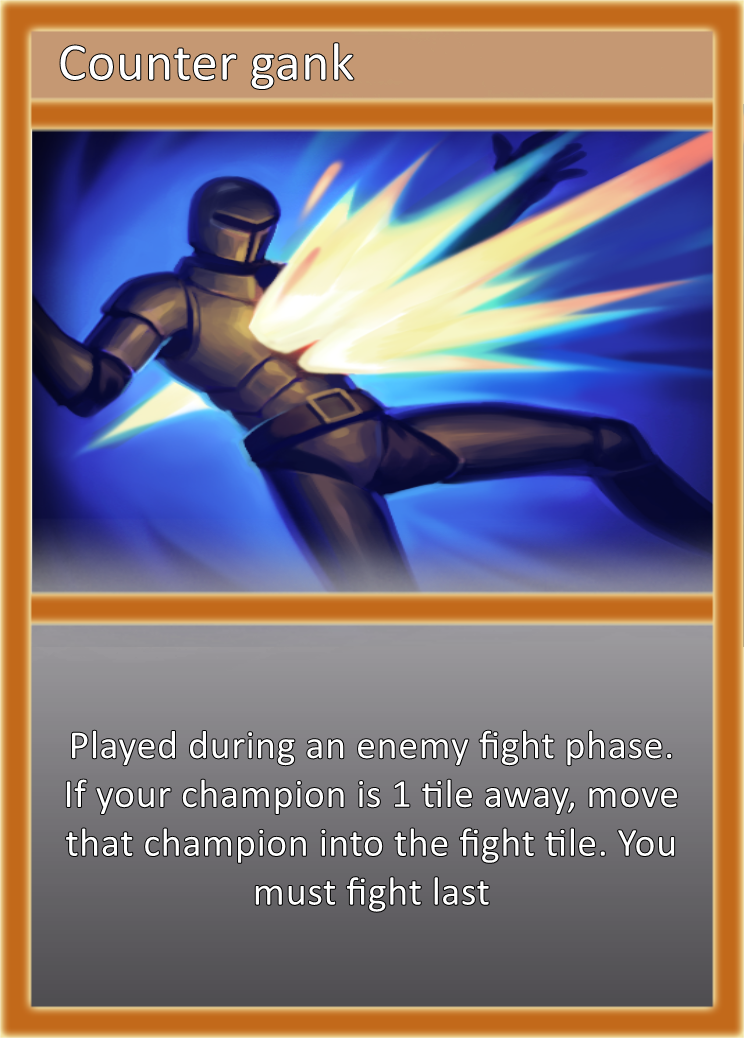 Counter gank
Played during an enemy fight phase.
If your champion is 1 tile away, move
that champion into the fight tile. You
must fight last